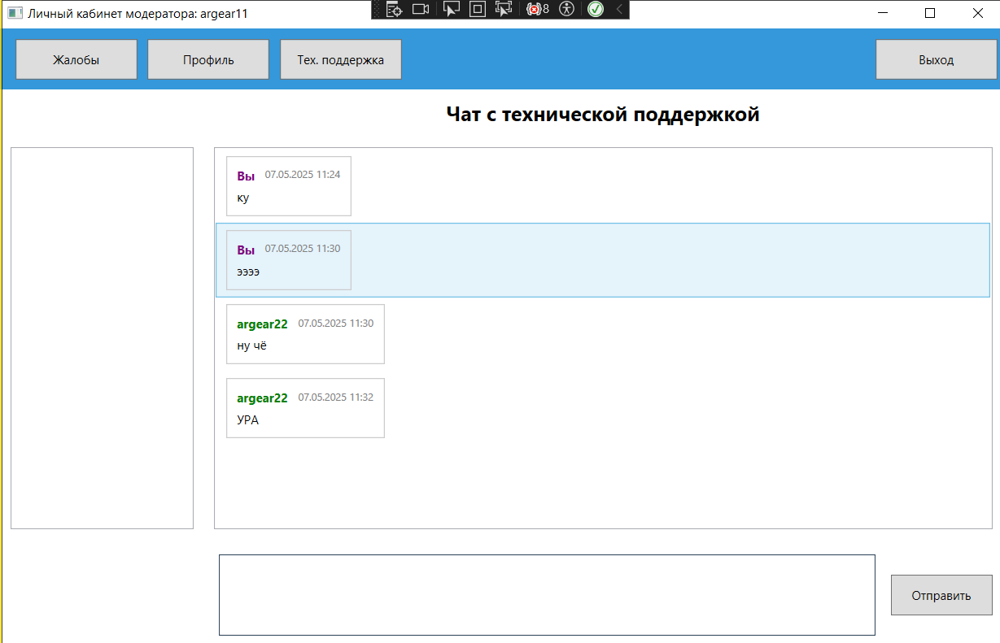 Личный кабинет модератора: argear11
8
Жалобы Профиль Тех. поддержка Выход
Чат с технической поддержкой
Вы 07.05.2025 11:24
ку
Вы 07.05.2025 11:30
ээээ
argear22 07.05.2025 11:30
ну чё
argear22 07.05.2025 11:32
УРА
Отправить